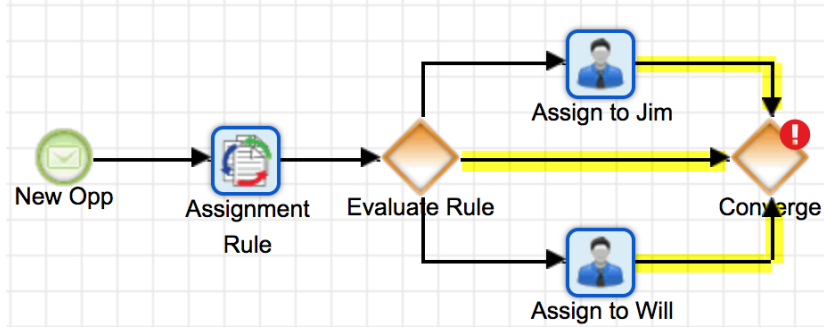 New Opp
Assignment
Rule
Evaluate Rule
Assign to Jim
Assign to Will
Converge
!